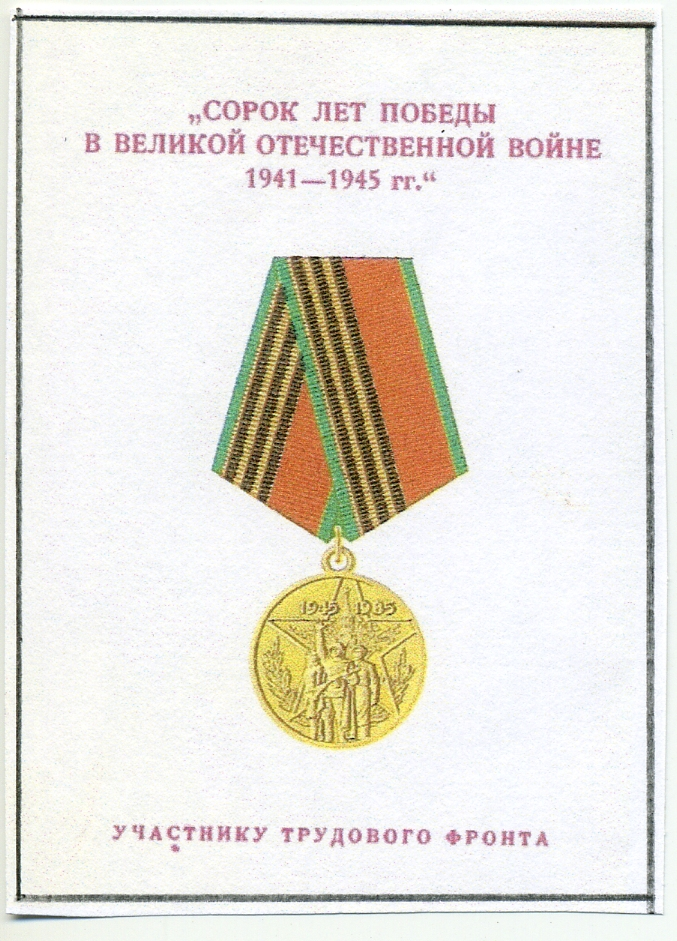 „СОРОК ЛЕТ ПОБЕДЫ
В ВЕЛИКОЙ ОТЕЧЕСТВЕННОЙ ВОЙНЕ
1941—1945 гг.“
1945 1985
УЧАСТНИКУ ТРУДОВОГО ФРОНТА